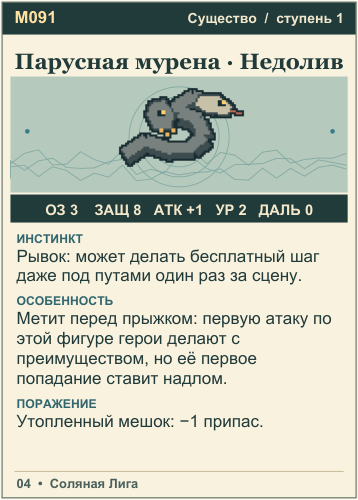 M091
Существо / ступень 1
Парусная мурена · Недолив
ОЗ 3 ЗАЩ 8 АТК +1 УР 2 ДАЛЬ 0
ИНСТИНКТ
Рывок: может делать бесплатный шаг
даже под путами один раз за сцену.
ОСОБЕННОСТЬ
Метит перед прыжком: первую атаку по
этой фигуре герои делают с
преимуществом, но её первое
попадание ставит надлом.
ПОРАЖЕНИЕ
Утопленный мешок: −1 припас.
04 • Соляная Лига